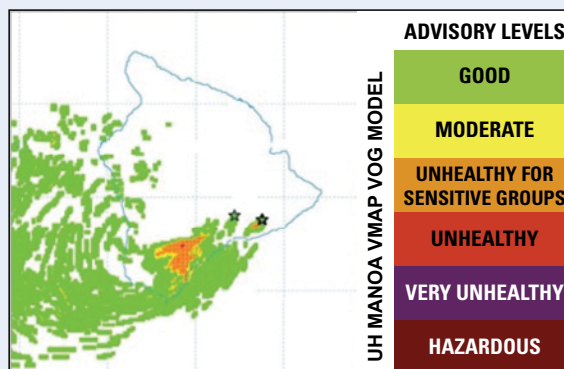 UH MANOA VMAP VOG MODEL
ADVISORY LEVELS
GOOD
MODERATE
UNHEALTHY FOR
SENSITIVE GROUPS
UNHEALTHY
VERY UNHEALTHY
HAZARDOUS